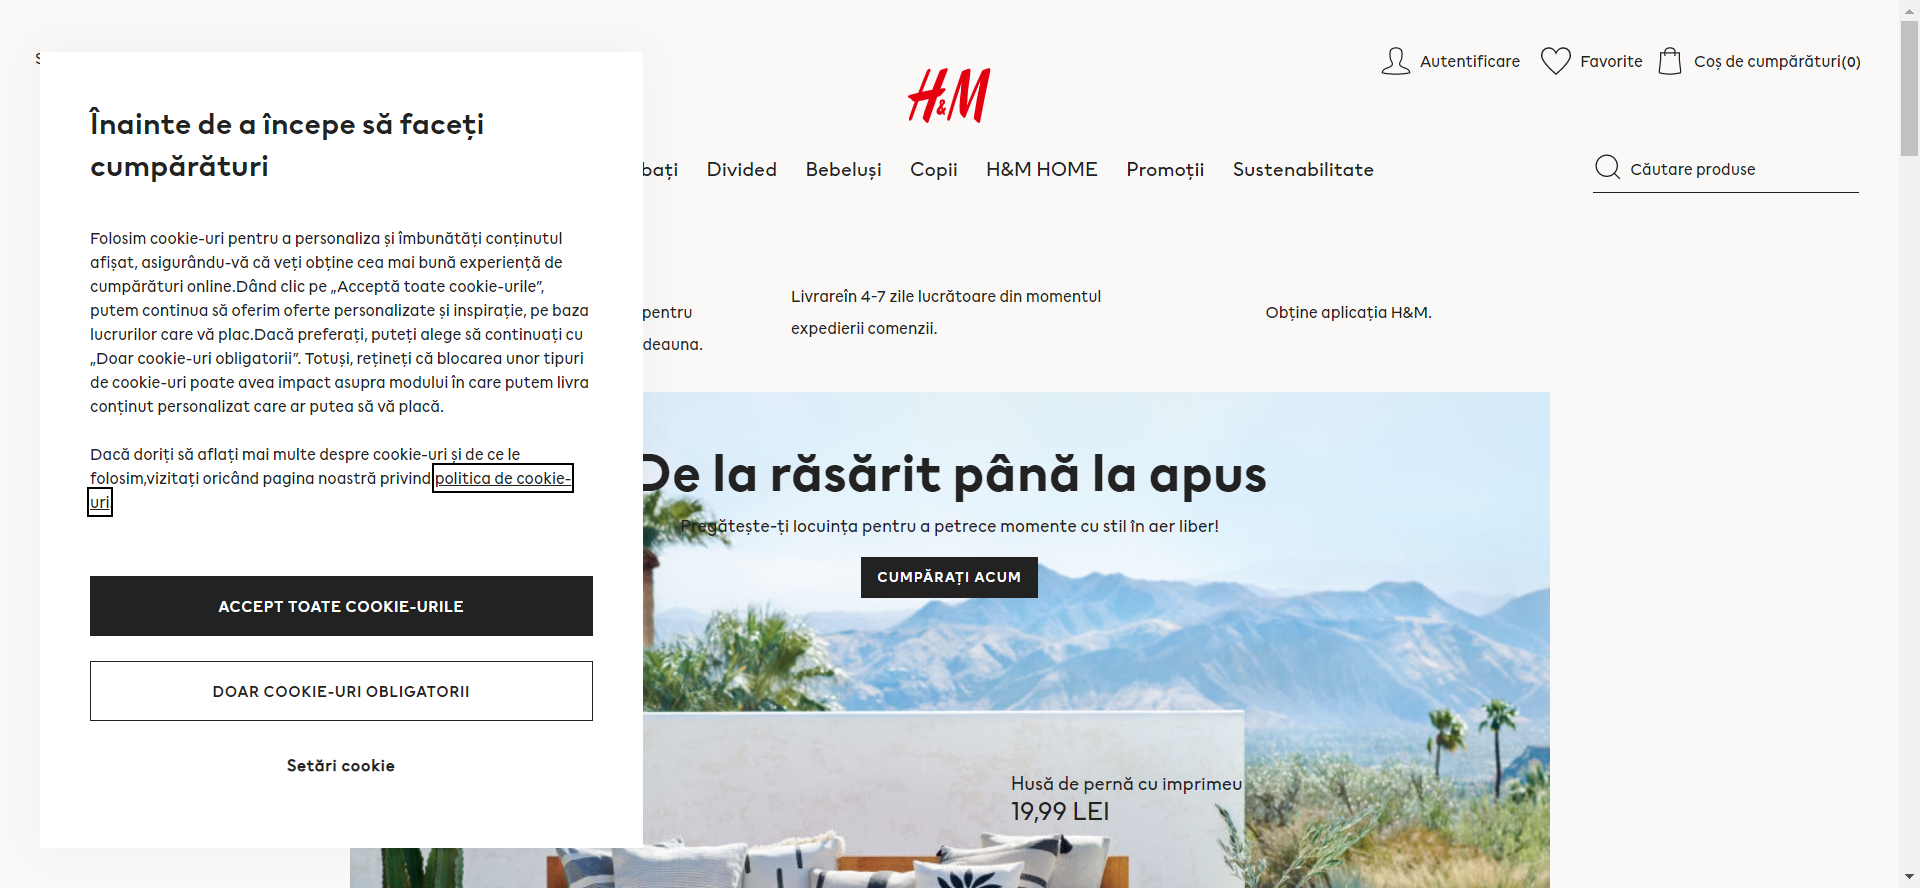 Autentificare
Favorite
Coș de cumpărături(0)
H&M
bați Divided Bebeluși Copii H&M HOME Promoții Sustenabilitate
Căutare produse
Înainte de a începe să faceți
cumpărături
Folosim cookie-uri pentru a personaliza și îmbunătăți conținutul
afișat, asigurându-vă că veți obține cea mai bună experiență de
cumpărături online.Dând clic pe „Acceptă toate cookie-urile”,
putem continua să oferim oferte personalizate și inspirație, pe baza
lucrurilor care vă plac.Dacă preferați, puteți alege să continuați cu
„Doar cookie-uri obligatorii”. Totuși, rețineți că blocarea unor tipuri
de cookie-uri poate avea impact asupra modului în care putem livra
conținut personalizat care ar putea să vă placă.
Dacă doriți să aflați mai multe despre cookie-uri și de ce le
folosim,vizitați oricând pagina noastră privind politica de cookie-
uri
ACCEPT TOATE COOKIE-URILE
DOAR COOKIE-URI OBLIGATORII
Setări cookie
pentru
deauna.
Livrareîn 4-7 zile lucrătoare din momentul
expedierii comenzii.
Obține aplicația H&M.
De la răsărit până la apus
Pregătește-ți locuința pentru a petrece momente cu stil în aer liber!
CUMPĂRAȚI ACUM
Husă de pernă cu imprimeu
19,99 LEI